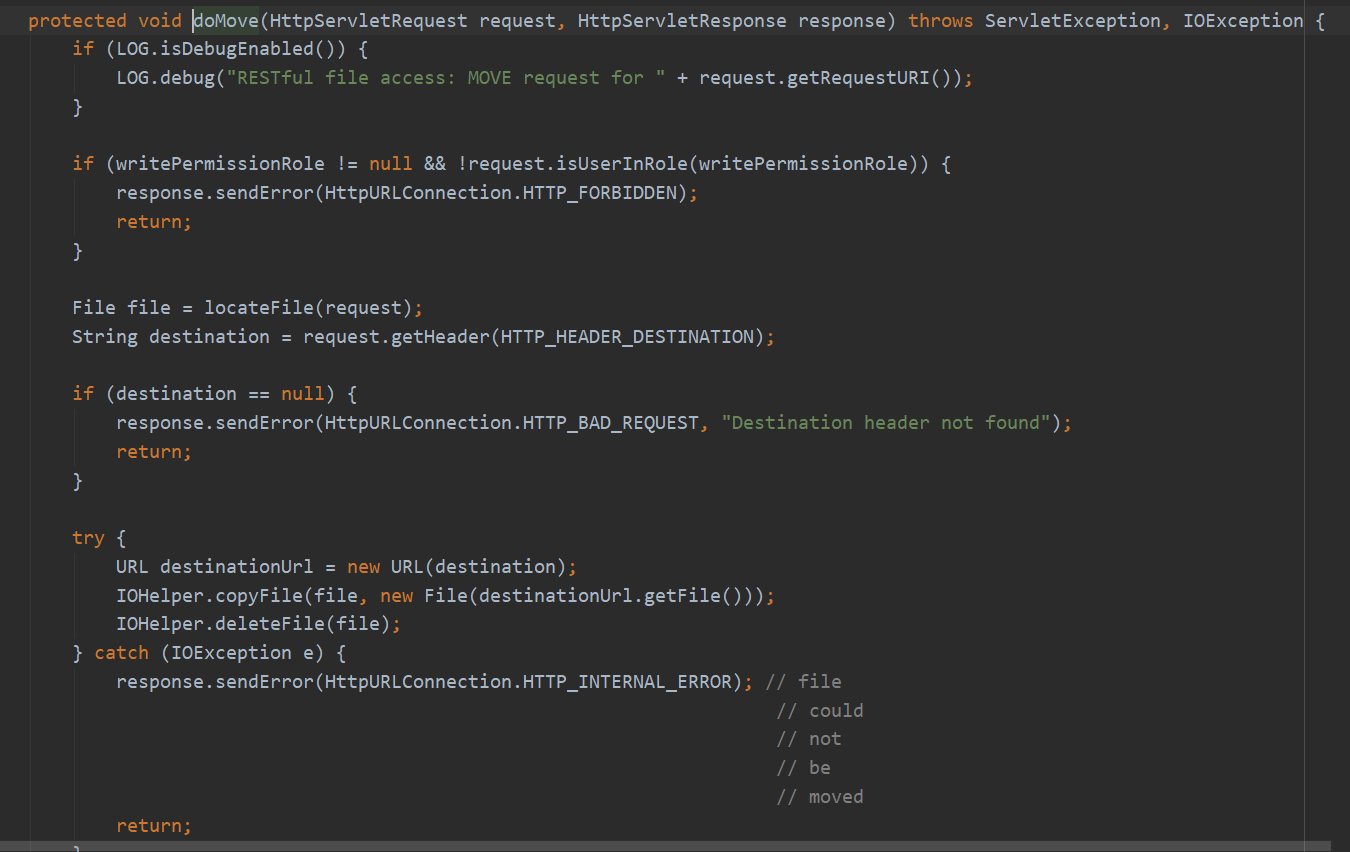 protected void doMove(HttpServletRequest request, HttpServletResponse response) throws ServletException, IOException {
    if (LOG.isDebugEnabled()) {
        LOG.debug("RESTful file access: MOVE request for " + request.getRequestURI());
    }

    if (writePermissionRole != null && !request.isUserInRole(writePermissionRole)) {
        response.sendError(HttpURLConnection.HTTP_FORBIDDEN);
        return;
    }

    File file = locateFile(request);
    String destination = request.getHeader(HTTP_HEADER_DESTINATION);

    if (destination == null) {
        response.sendError(HttpURLConnection.HTTP_BAD_REQUEST, "Destination header not found");
        return;
    }

    try {
        URL destinationUrl = new URL(destination);
        IOHelper.copyFile(file, new File(destinationUrl.getFile()));
        IOHelper.deleteFile(file);
    } catch (IOException e) {
        response.sendError(HttpURLConnection.HTTP_INTERNAL_ERROR); // file
                                                                    // could
                                                                    // not
                                                                    // be
                                                                    // moved
        return;
    }